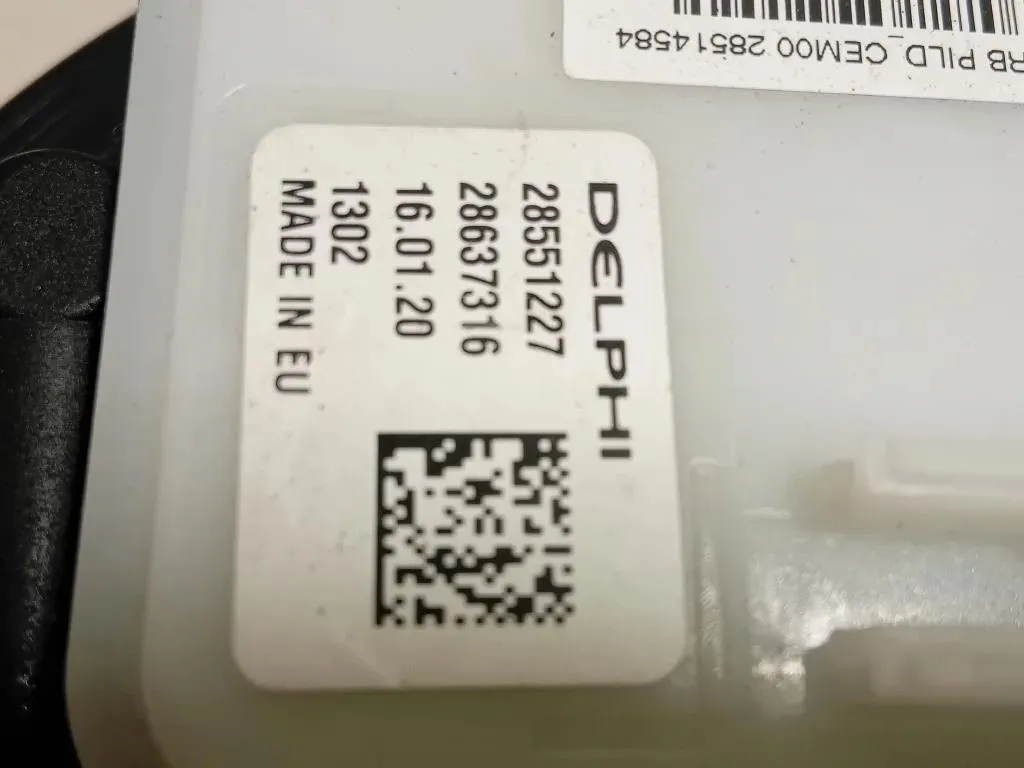 DELPHI
28551227
28637316
16.01.20
1302
MADE IN EU
RB PILD_CEM00 28514584